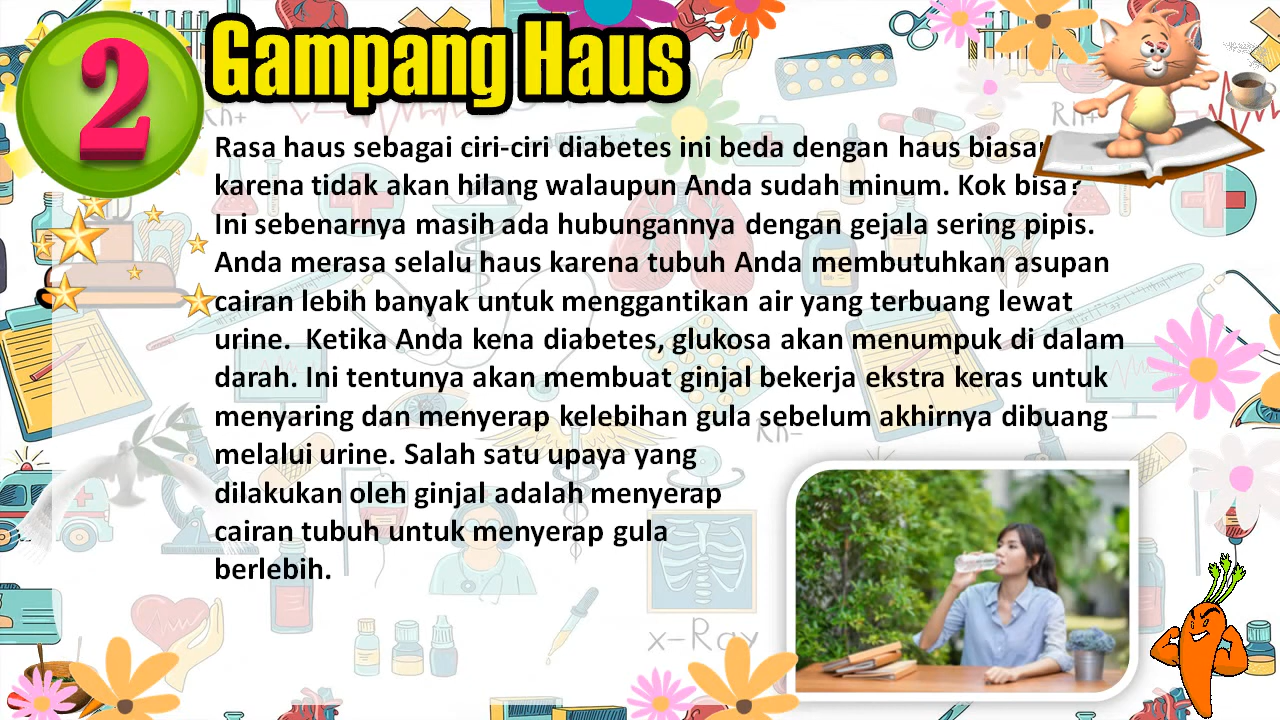 2
Gampang Haus
Rh+
Rh+
Rasa haus sebagai ciri-ciri diabetes ini beda dengan haus biasa
karena tidak akan hilang walaupun Anda sudah minum. Kok bisa?
Ini sebenarnya masih ada hubungannya dengan gejala sering pipis.
Anda merasa selalu haus karena tubuh Anda membutuhkan asupan
cairan lebih banyak untuk menggantikan air yang terbuang lewat
urine. Ketika Anda kena diabetes, glukosa akan menumpuk di dalam
darah. Ini tentunya akan membuat ginjal bekerja ekstra keras untuk
menyaring dan menyerap kelebihan gula sebelum akhirnya dibuang
Rh-
melalui urine. Salah satu upaya yang
dilakukan oleh ginjal adalah menyerap
cairan tubuh untuk menyerap gula
berlebih.
x-Ray